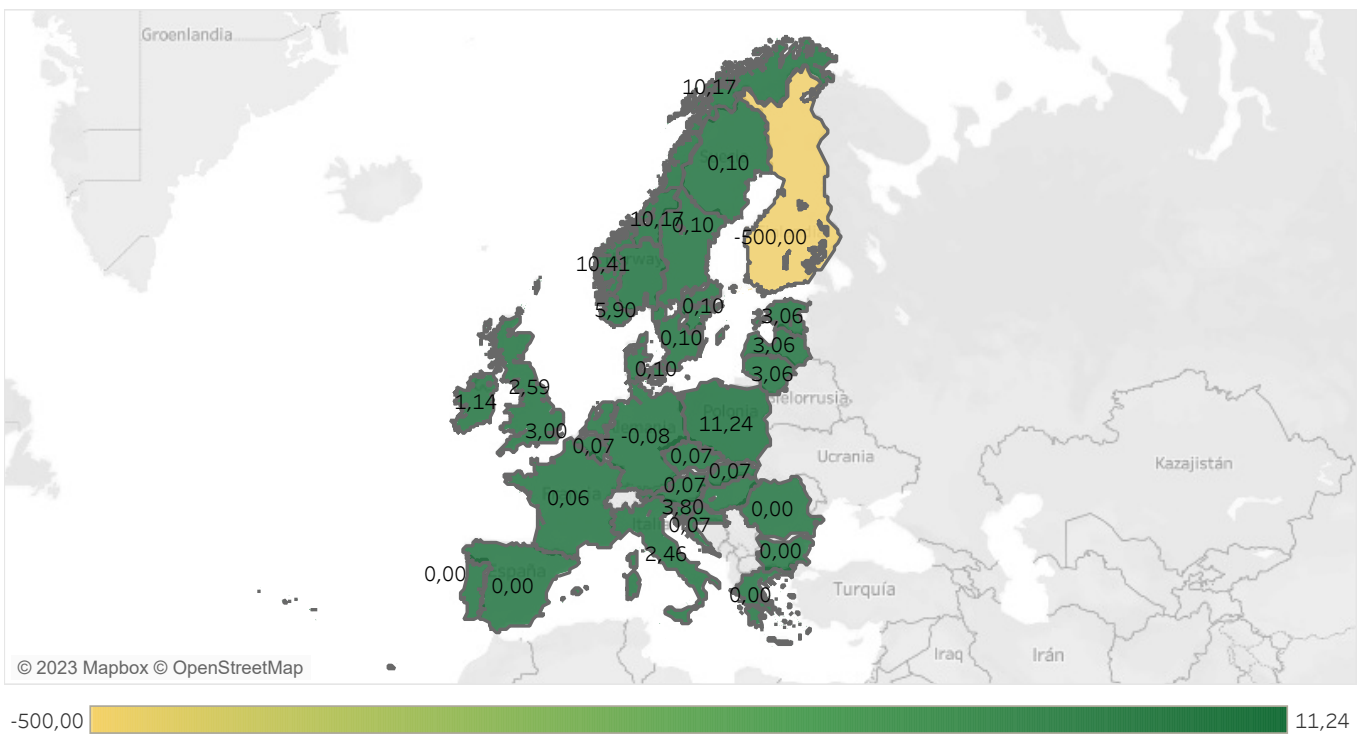 Groenlandia
10,17
0,10
10,17
0,10
-500,00
10,41
rway
5,90
0,10
3,06
0,10
3,06
0,10
3,06
2,59
1,14
Bielorrusia
Polonia
11,24
3,00
-0,08
0,07
Ucrania
0,07
0,07
Kazajistán
0,07
0,06
3,80
0,00
Italia
0,07
2,46
0,00
España
0,00
0,00
0,00
Turquía
Iraq
Irán
© 2023 Mapbox © OpenStreetMap
-500,00
11,24